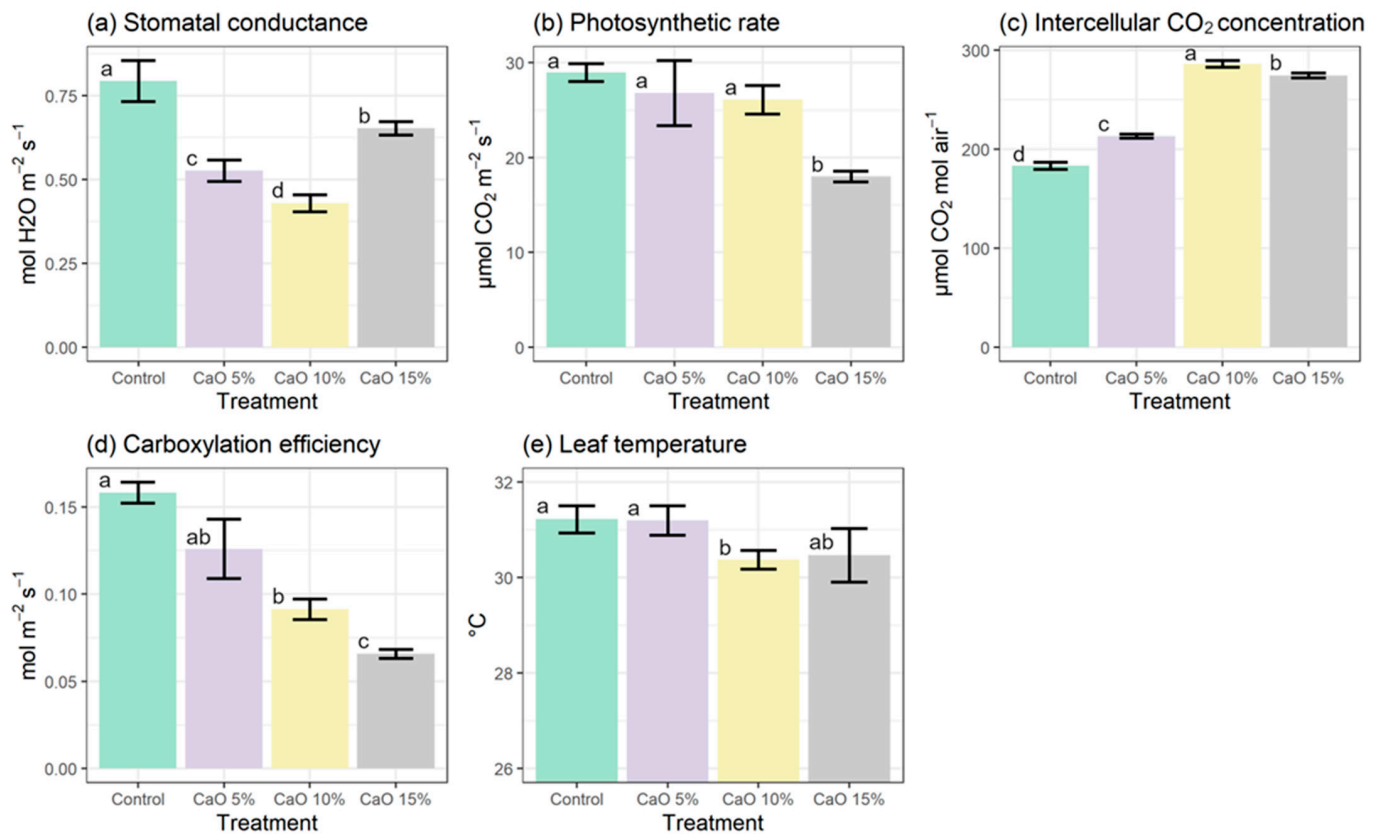 (a) Stomatal conductance
mol H2O m⁻² s⁻¹
0.75
0.50
0.25
0.00
a
c
d
b
Control CaO 5% CaO 10% CaO 15%
Treatment
(b) Photosynthetic rate
µmol CO₂ m⁻² s⁻¹
30
20
10
0
a
a
a
b
Control CaO 5% CaO 10% CaO 15%
Treatment
(c) Intercellular CO₂ concentration
µmol CO₂ mol air⁻¹
300
200
100
0
d
c
a
b
Control CaO 5% CaO 10% CaO 15%
Treatment
(d) Carboxylation efficiency
mol m⁻² s⁻¹
0.15
0.10
0.05
0.00
a
ab
b
c
Control CaO 5% CaO 10% CaO 15%
Treatment
(e) Leaf temperature
°C
32
30
28
26
a
a
b
ab
Control CaO 5% CaO 10% CaO 15%
Treatment